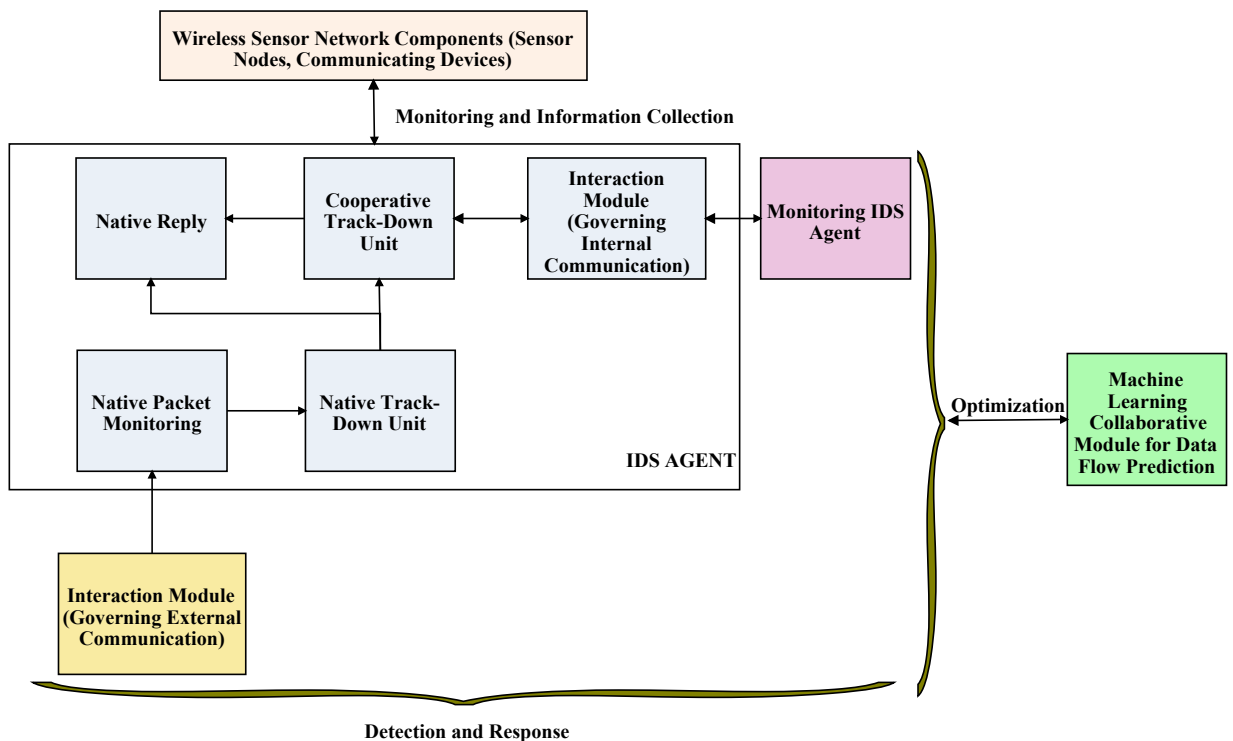 Wireless Sensor Network Components (Sensor
Nodes, Communicating Devices)
Monitoring and Information Collection
Native Reply
Cooperative
Track-Down
Unit
Interaction
Module
(Governing
Internal
Communication)
Monitoring IDS
Agent
Native Packet
Monitoring
Native Track-
Down Unit
IDS AGENT
Optimization
Machine
Learning
Collaborative
Module for Data
Flow Prediction
Interaction Module
(Governing External
Communication)
Detection and Response